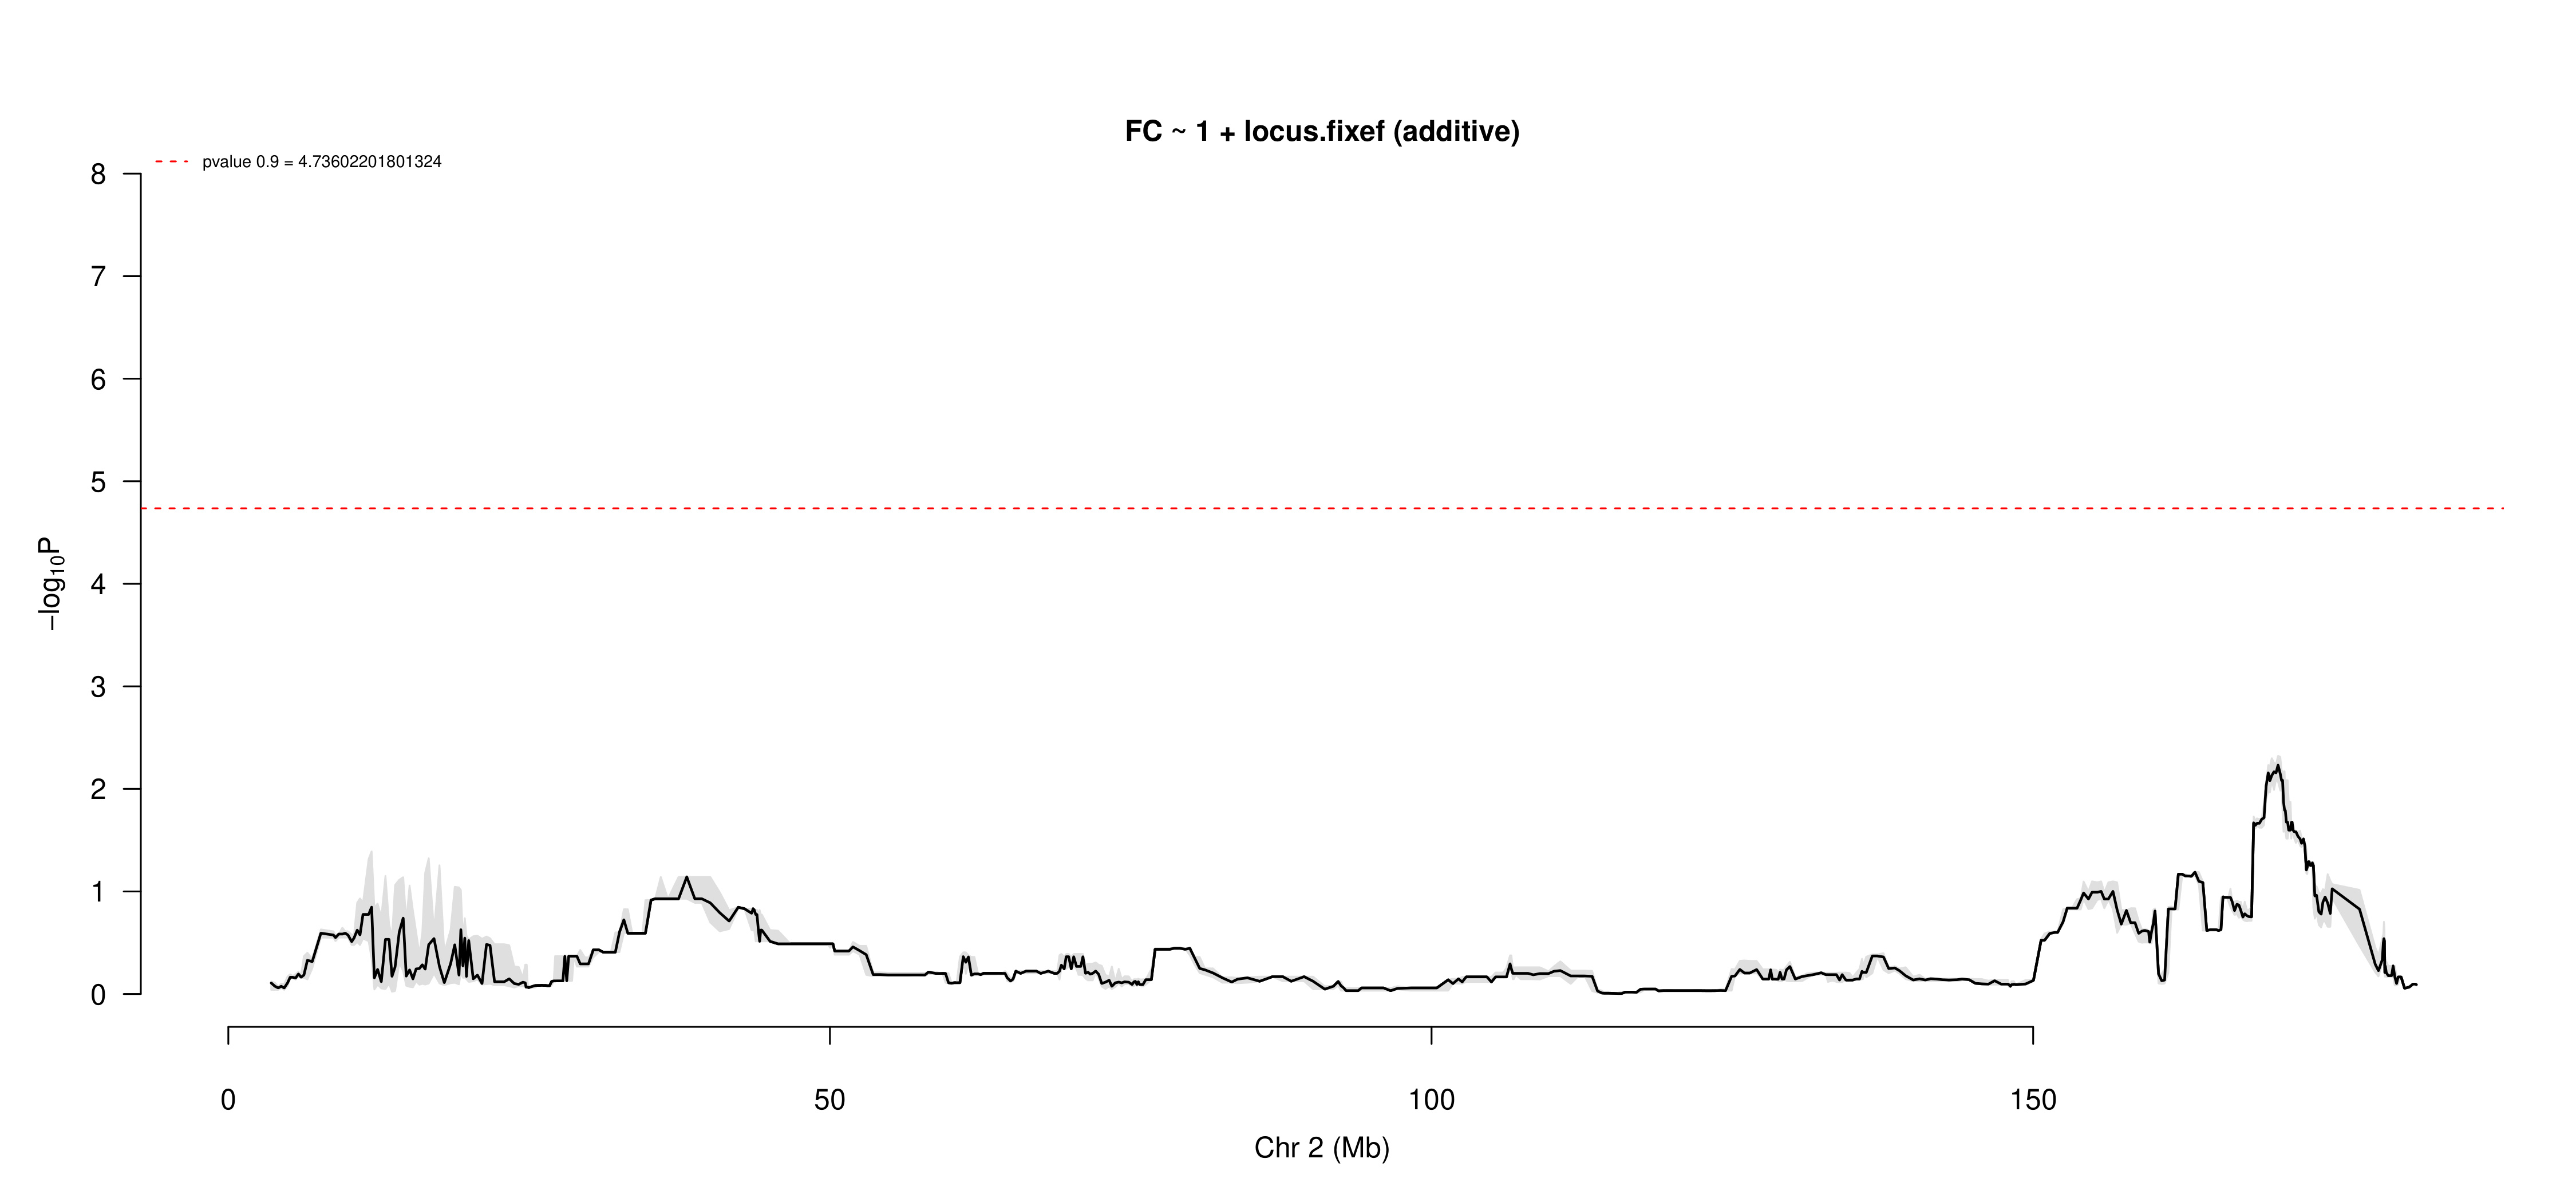 FC ~ 1 + locus.fixef (additive)
pvalue 0.9 = 4.73602201801324
8
7
6
5
4
3
2
1
0
−log10P
0 50 100 150
Chr 2 (Mb)